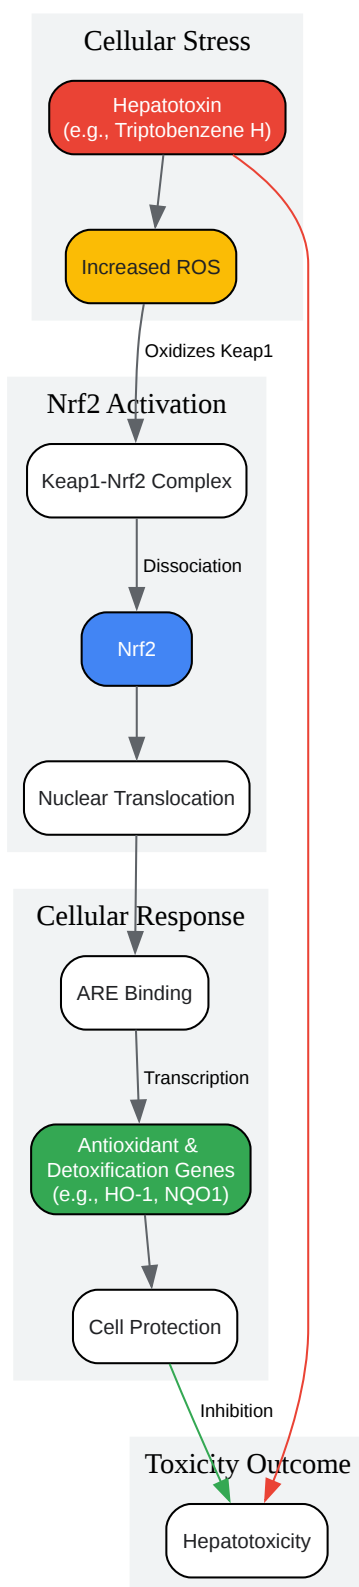 Cellular Stress
Hepatotoxin
(e.g., Triptobenzene H)
Increased ROS
Oxidizes Keap1
Nrf2 Activation
Keap1-Nrf2 Complex
Dissociation
Nrf2
Nuclear Translocation
Cellular Response
ARE Binding
Transcription
Antioxidant &
Detoxification Genes
(e.g., HO-1, NQO1)
Cell Protection
Inhibition
Toxicity Outcome
Hepatotoxicity